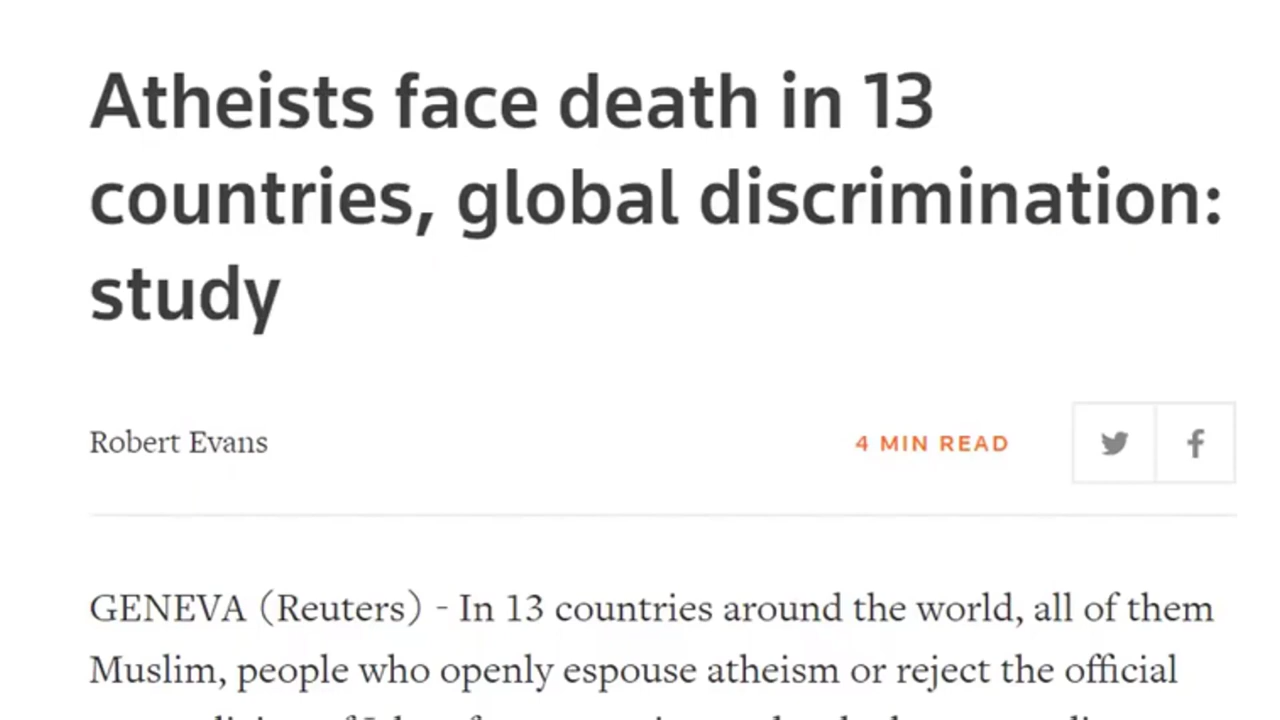 Atheists face death in 13
countries, global discrimination:
study
Robert Evans
4 MIN READ
GENEVA (Reuters) - In 13 countries around the world, all of them
Muslim, people who openly espouse atheism or reject the official